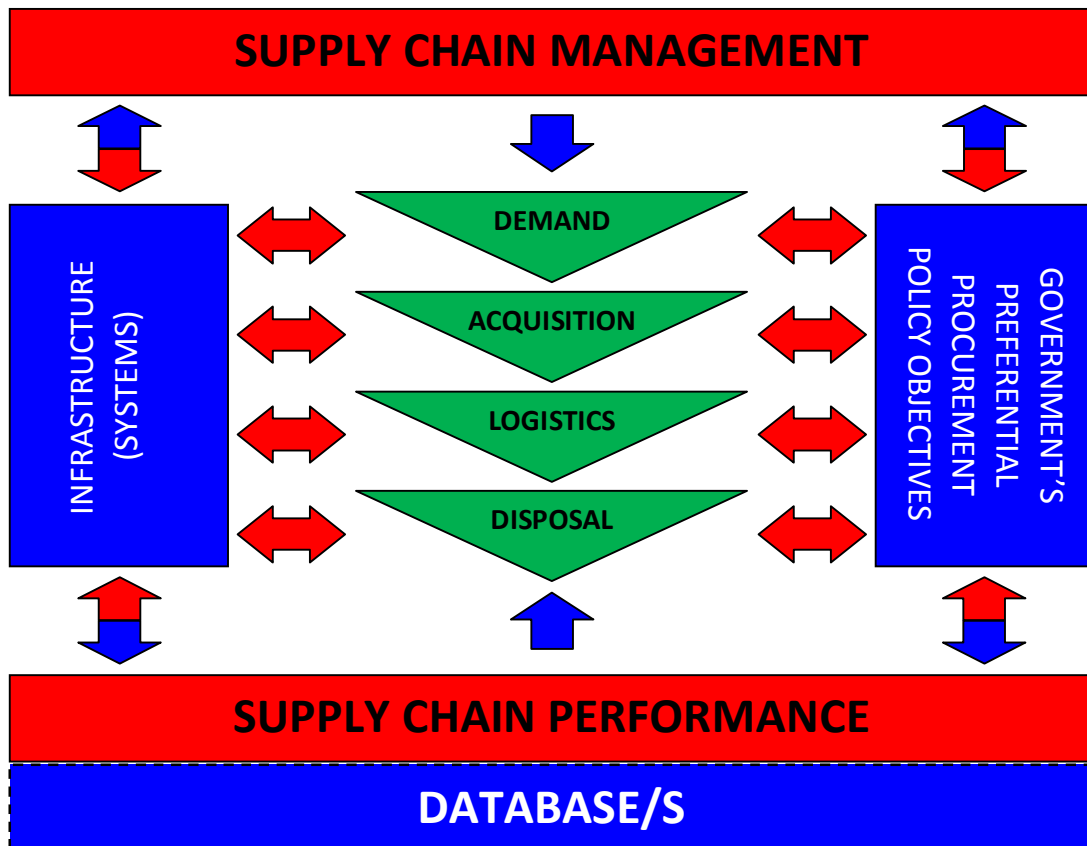 SUPPLY CHAIN MANAGEMENT
INFRASTRUCTURE
(SYSTEMS)
DEMAND
ACQUISITION
LOGISTICS
DISPOSAL
GOVERNMENT’S
PREFERENTIAL
PROCUREMENT
POLICY OBJECTIVES
SUPPLY CHAIN PERFORMANCE
DATABASE/S